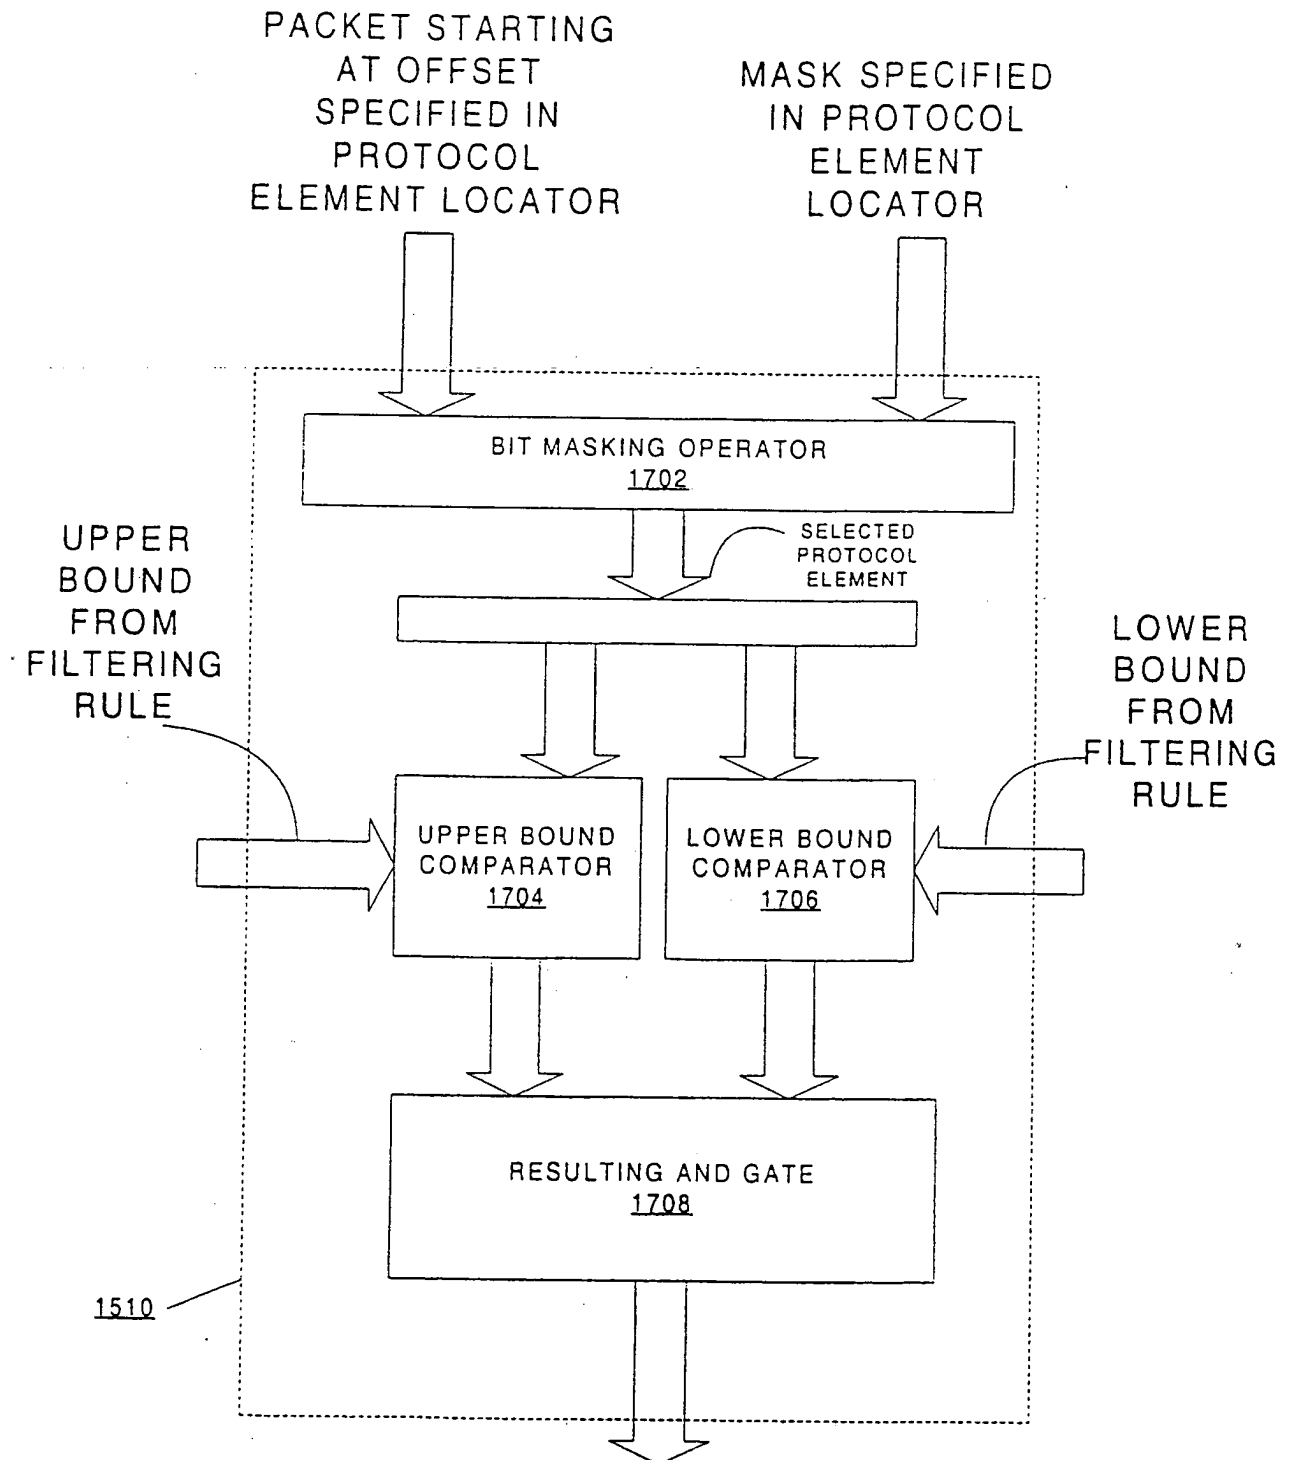 PACKET STARTING
AT OFFSET
SPECIFIED IN
PROTOCOL
ELEMENT LOCATOR
MASK SPECIFIED
IN PROTOCOL
ELEMENT
LOCATOR
BIT MASKING OPERATOR
1702
SELECTED
PROTOCOL
ELEMENT
UPPER
BOUND
FROM
FILTERING
RULE
LOWER
BOUND
FROM
FILTERING
RULE
UPPER BOUND
COMPARATOR
1704
LOWER BOUND
COMPARATOR
1706
RESULTING AND GATE
1708
1510